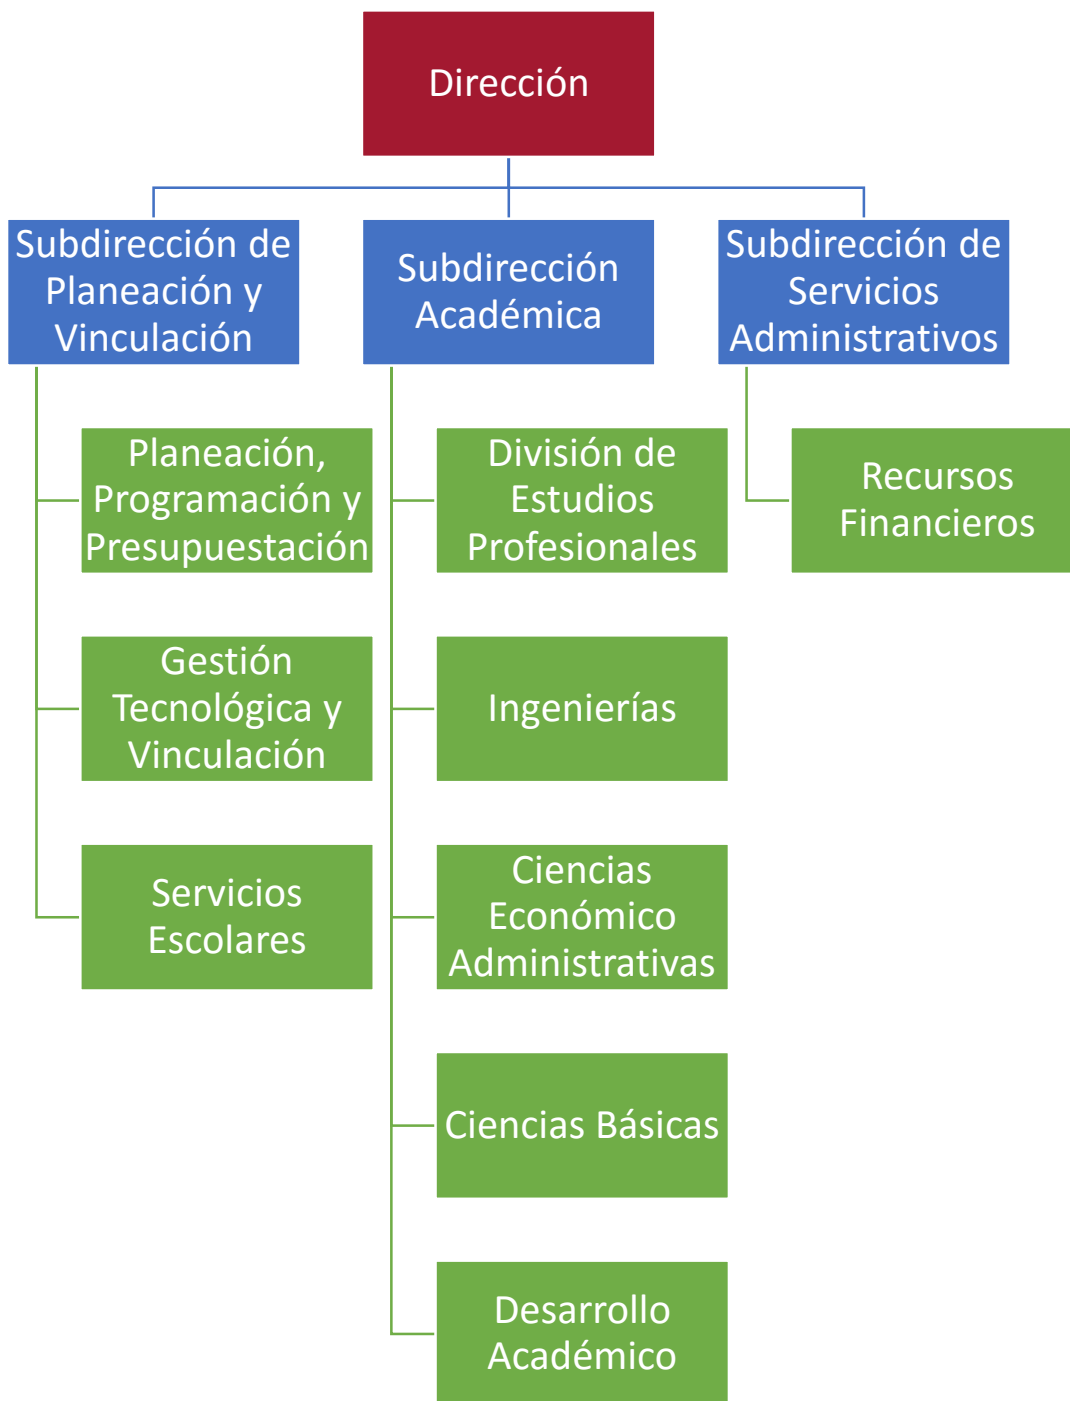 Dirección
Subdirección de
Planeación y
Vinculación
Subdirección
Académica
Subdirección de
Servicios
Administrativos
Planeación,
Programación y
Presupuestación
División de
Estudios
Profesionales
Recursos
Financieros
Gestión
Tecnológica y
Vinculación
Ingenierías
Servicios
Escolares
Ciencias
Económico
Administrativas
Ciencias Básicas
Desarrollo
Académico